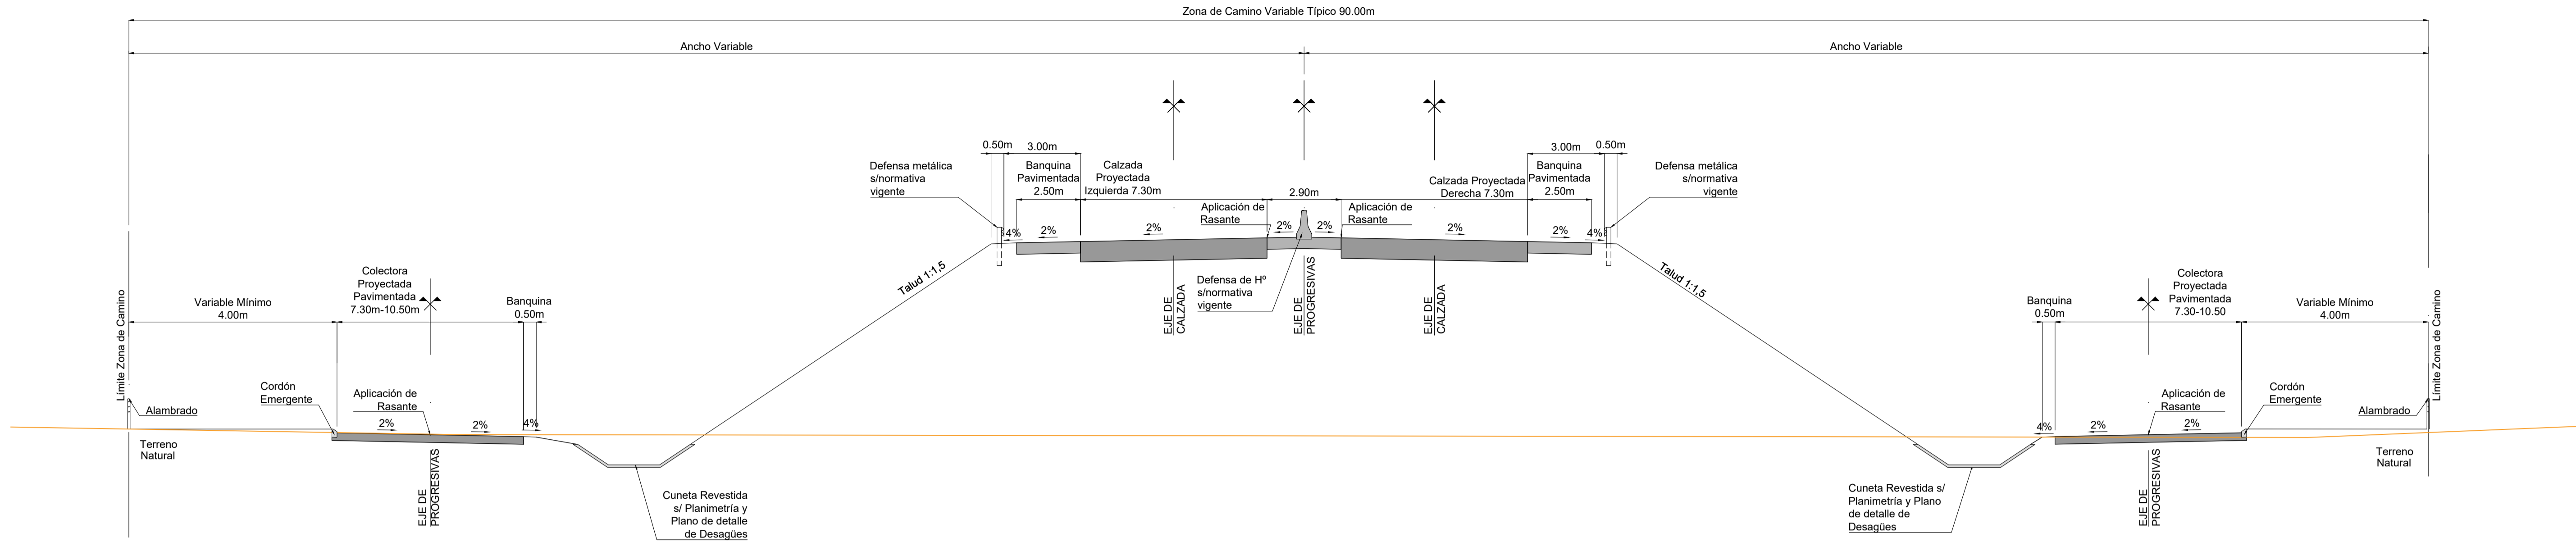 Zona de Camino Variable Típico 90.00m
Ancho Variable
Ancho Variable
0.50m
3.00m
3.00m
0.50m
Defensa metálica
s/normativa
vigente
Banquina
Pavimentada
2.50m
Calzada
Proyectada
Izquierda 7.30m
2.90m
Calzada Proyectada
Derecha 7.30m
Banquina
Pavimentada
2.50m
Defensa metálica
s/normativa
vigente
Aplicación de
Rasante
Aplicación de
Rasante
4%
2%
2%
2%
2%
2%
2%
4%
Talud 1:1,5
Talud 1:1,5
Defensa de Hº
s/normativa
vigente
EJE DE
CALZADA
EJE DE
PROGRESIVAS
EJE DE
CALZADA
Límite Zona de Camino
Variable Mínimo
4.00m
Colectora
Proyectada
Pavimentada
7.30m-10.50m
Banquina
0.50m
Banquina
0.50m
Colectora
Proyectada
Pavimentada
7.30-10.50
Variable Mínimo
4.00m
Límite Zona de Camino
Alambrado
Cordón
Emergente
Aplicación de
Rasante
2%
2%
4%
4%
2%
2%
Aplicación de
Rasante
Cordón
Emergente
Alambrado
Terreno
Natural
EJE DE
PROGRESIVAS
Cuneta Revestida
s/ Planimetría y
Plano de detalle
de Desagües
Cuneta Revestida s/
Planimetría y Plano
de detalle de
Desagües
EJE DE
PROGRESIVAS
Terreno
Natural